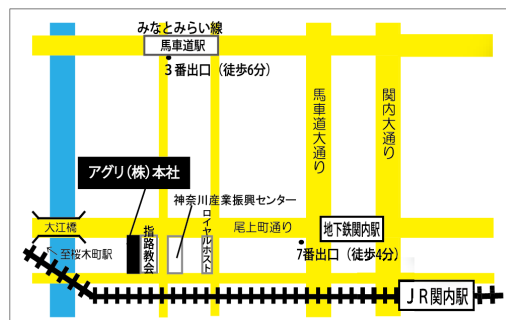 みなとみらい線
馬車道駅
3番出口(徒歩6分)
馬車道大通り
関内大通り
アグリ(株)本社
神奈川産業振興センター
大江橋
指路教会
ロイヤルホスト
尾上町通り
地下鉄関内駅
至桜木町駅
7番出口(徒歩4分)
JR関内駅